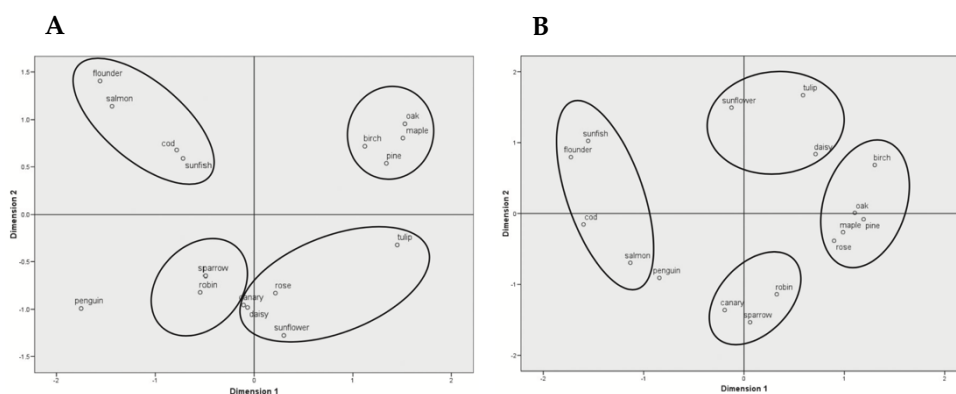 A
Dimension 2
1.5
1.0
0.5
0.0
-0.5
-1.0
-1.5
flounder
salmon
cod
sunfish
oak
maple
birch
pine
tulip
sparrow
robin
penguin
canary
rose
daisy
sunflower
-2
-1
0
1
2
Dimension 1
B
Dimension 2
2
1
0
-1
-2
tulip
sunflower
daisy
sunfish
flounder
birch
oak
maple
pine
rose
cod
salmon
penguin
robin
canary
sparrow
-2
-1
0
1
2
Dimension 1